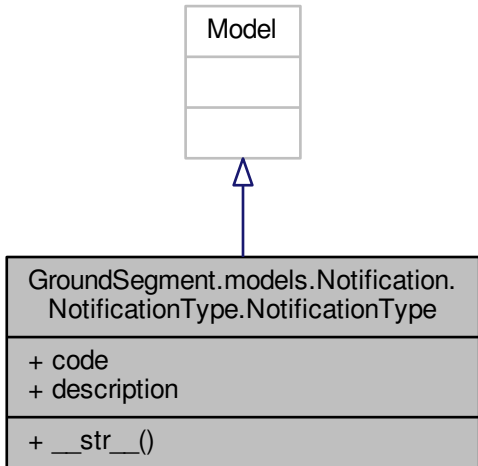 Model
GroundSegment.models.Notification.
NotificationType.NotificationType
+ code
+ description
+ __str__()